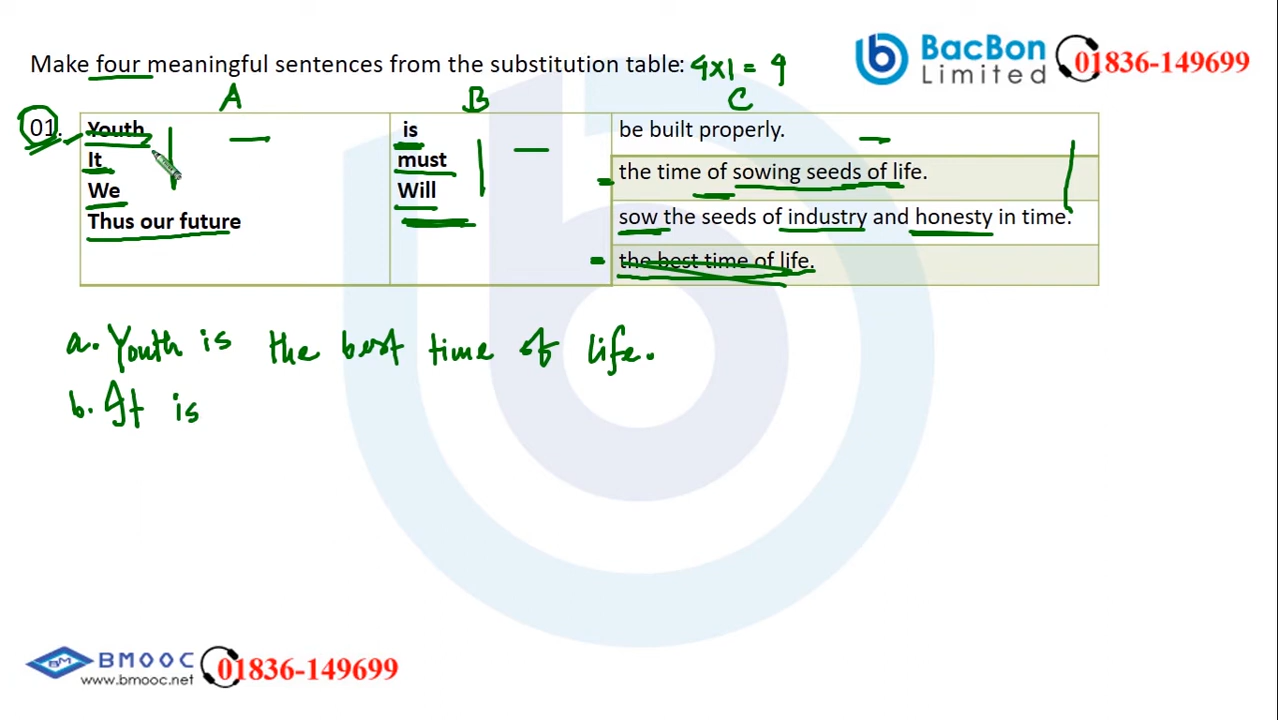 Make four meaningful sentences from the substitution table: 4x1 = 4
BacBon
Limited
01836-149699
A B C
01. Youth is be built properly.
It must the time of sowing seeds of life.
We Will sow the seeds of industry and honesty in time.
Thus our future the best time of life.
a. Youth is the best time of life.
b. It is
BM BMOOC
www.bmooc.net
01836-149699